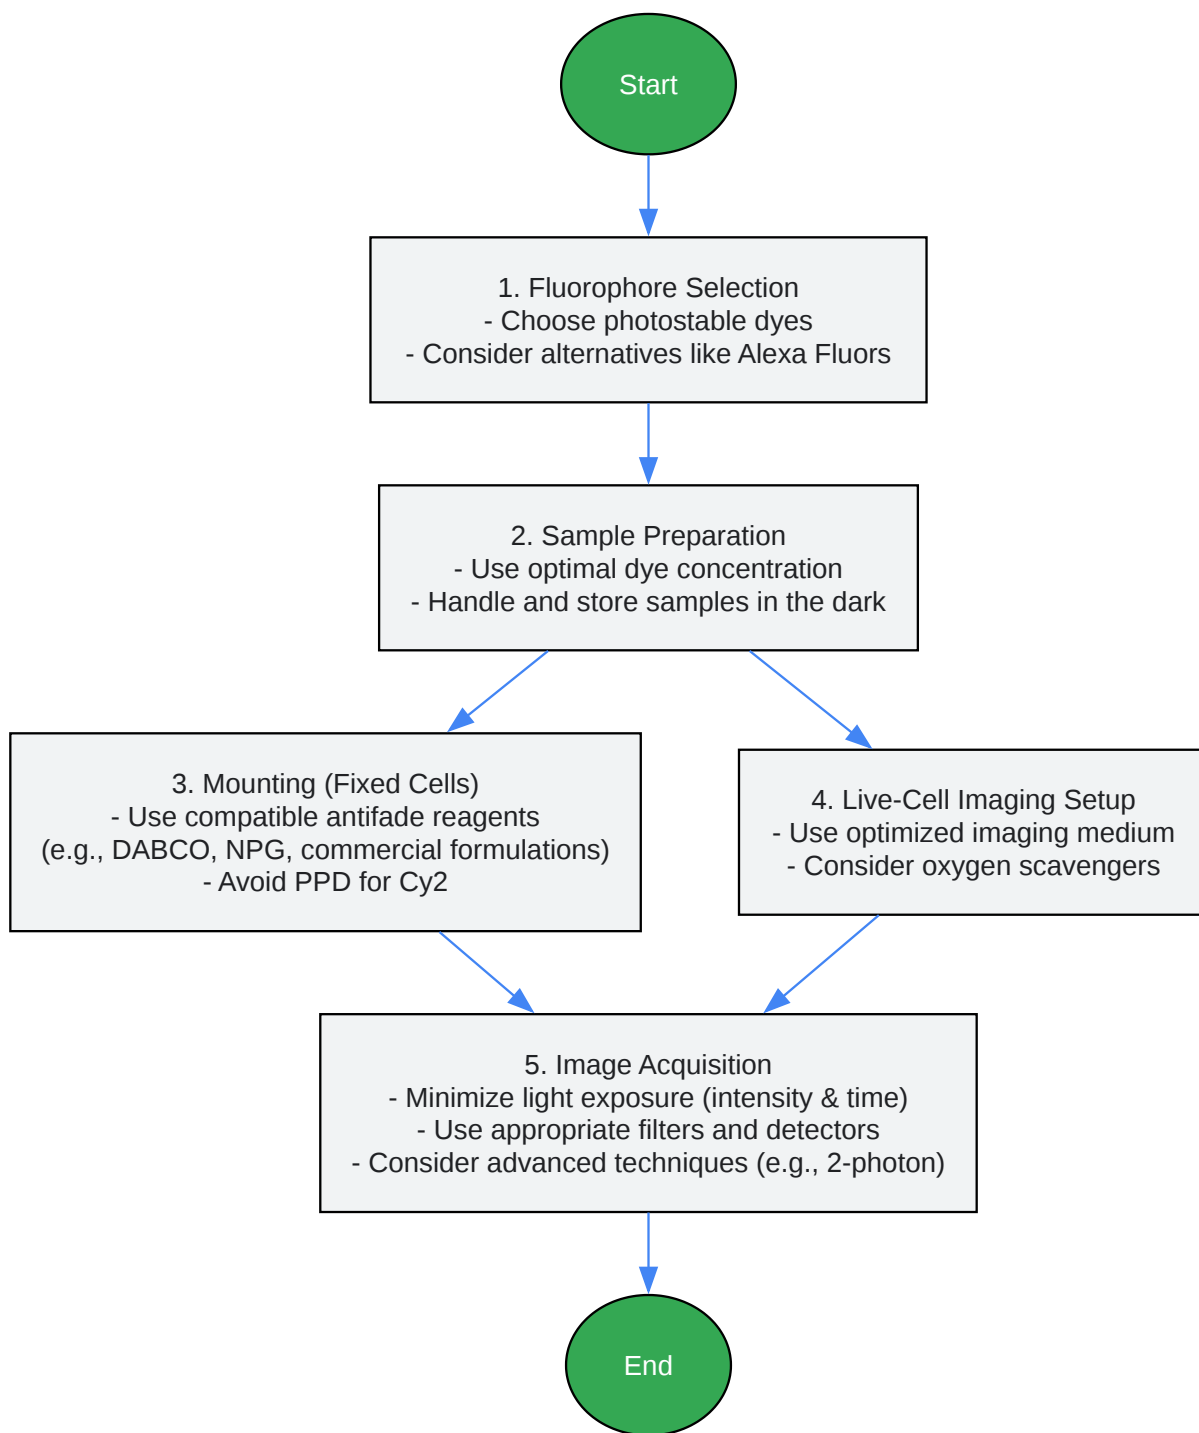 Start
1. Fluorophore Selection
- Choose photostable dyes
- Consider alternatives like Alexa Fluors
2. Sample Preparation
- Use optimal dye concentration
- Handle and store samples in the dark
3. Mounting (Fixed Cells)
- Use compatible antifade reagents
(e.g., DABCO, NPG, commercial formulations)
- Avoid PPD for Cy2
4. Live-Cell Imaging Setup
- Use optimized imaging medium
- Consider oxygen scavengers
5. Image Acquisition
- Minimize light exposure (intensity & time)
- Use appropriate filters and detectors
- Consider advanced techniques (e.g., 2-photon)
End